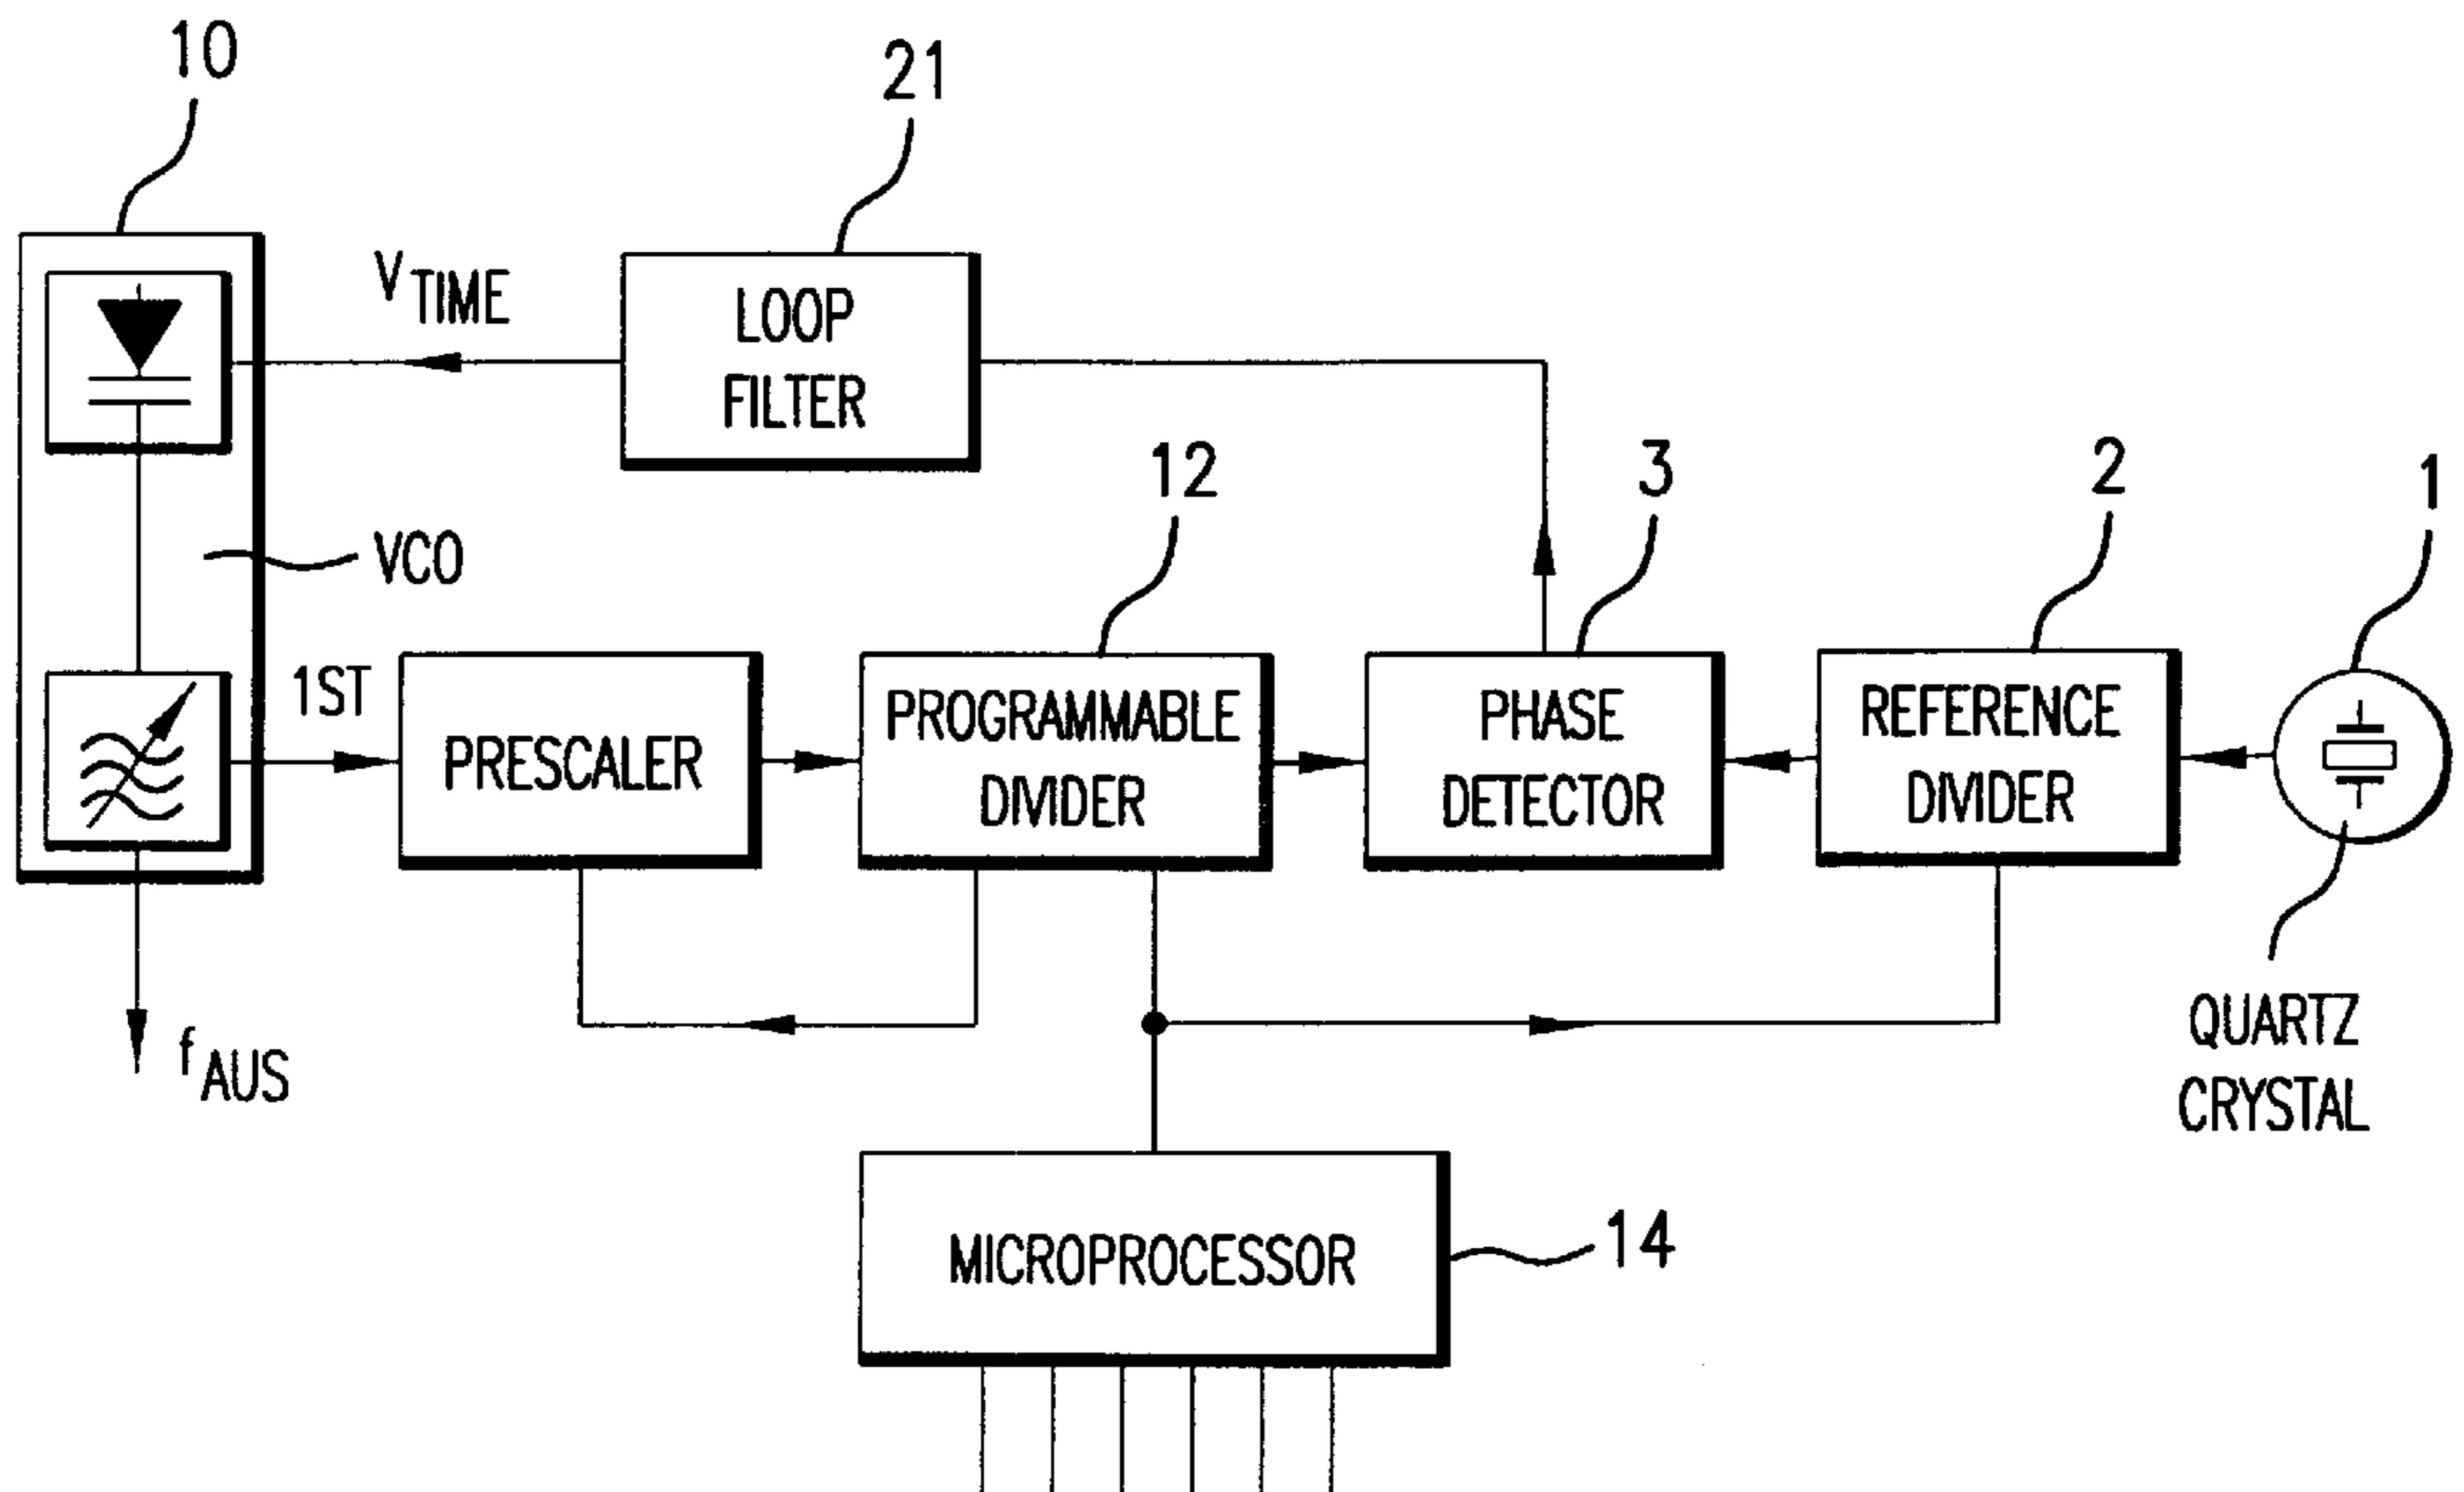 10
21
V TIME
LOOP
FILTER
12
3
2
1
VCO
1ST
PRESCALER
PROGRAMMABLE
DIVIDER
PHASE
DETECTOR
REFERENCE
DIVIDER
f AUS
QUARTZ
CRYSTAL
MICROPROCESSOR
14